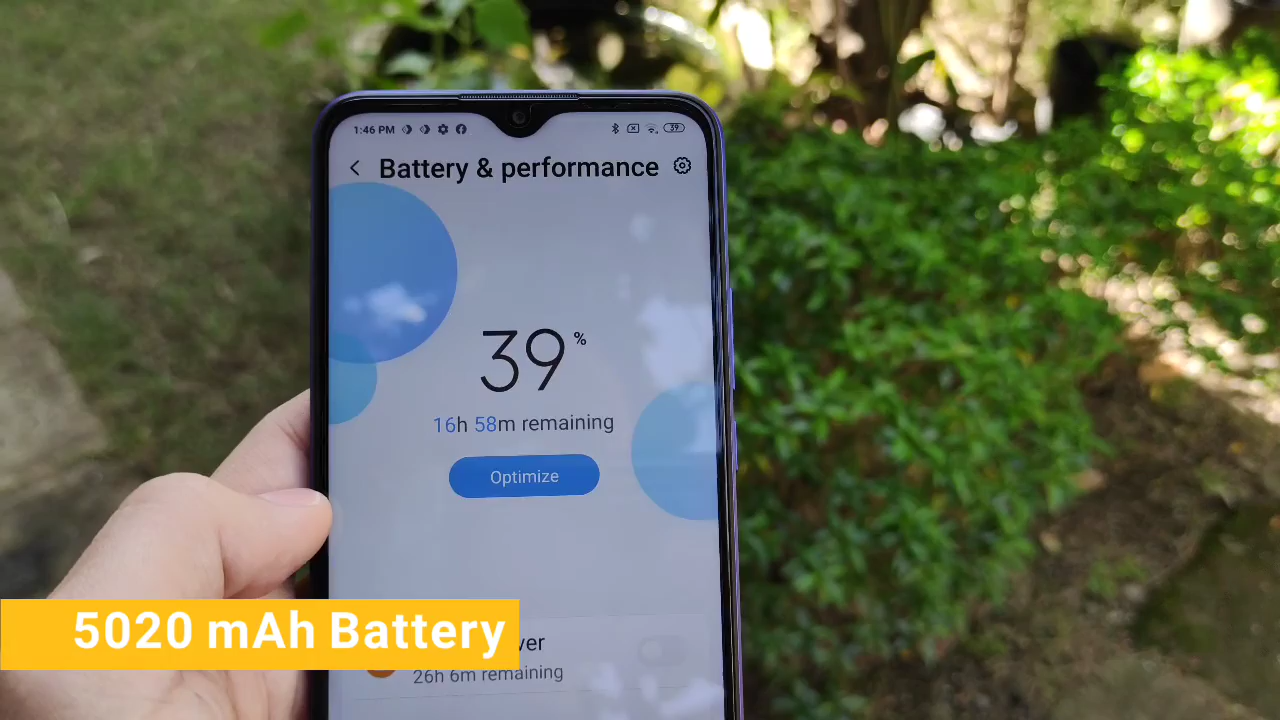 1:46 PM 39
Battery & performance
39 %
16h 58m remaining
Optimize
ver
26h 6m remaining
5020 mAh Battery